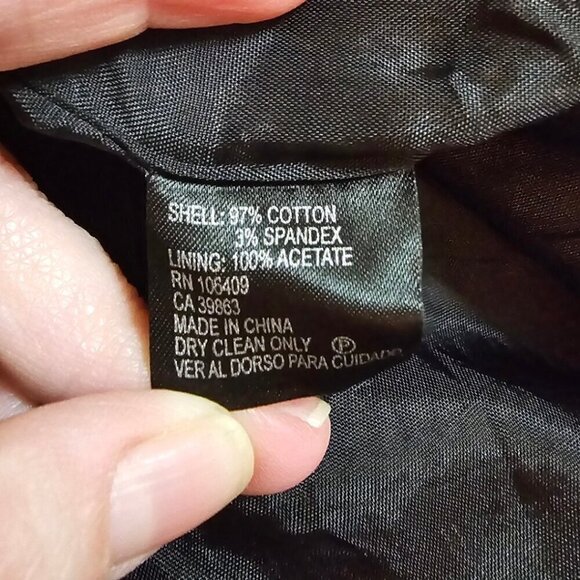 SHELL: 97% COTTON
3% SPANDEX
LINING: 100% ACETATE
RN 106409
CA 39863
MADE IN CHINA
DRY CLEAN ONLY Ⓟ
VER AL DORSO PARA CUIDADO